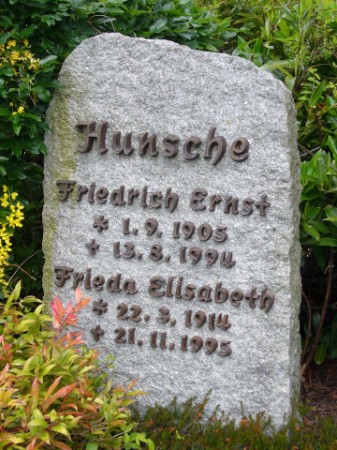 Hunsche
Friedrich Ernst
* 1. 9. 1905
+ 13. 8. 1994
Frieda Elisabeth
* 22. 3. 1914
+ 21. 11. 1995